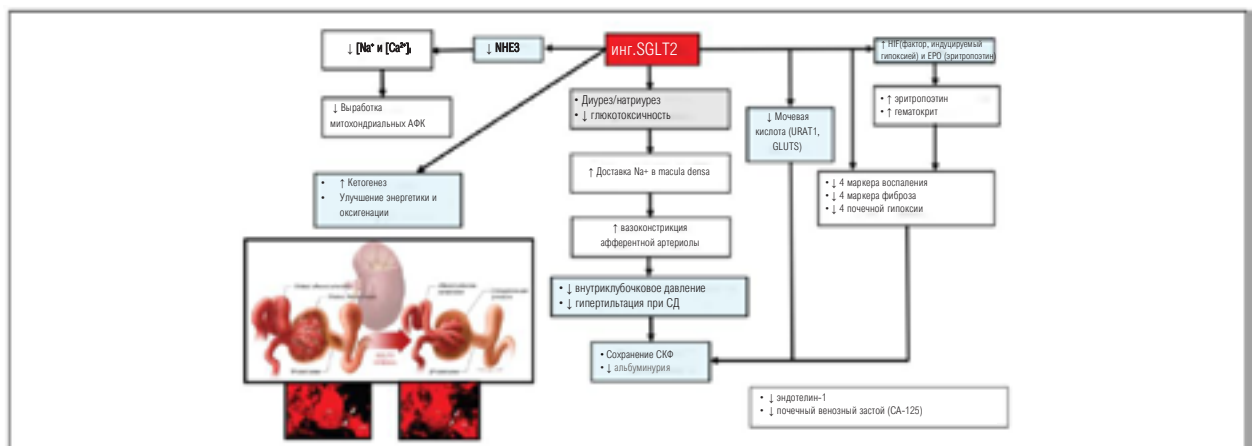 ↓ [Na⁺ и [Ca²⁺]ᵢ
↓ NHE3
инг.SGLT2
↑ HIF(фактор, индуцируемый
гипоксией) и EPO (эритропоэтин)
↓ Выработка
митохондриальных АФК
• Диурез/натриурез
• ↓ глюкотоксичность
↓ Мочевая
кислота (URAT1,
GLUTS)
• ↑ эритропоэтин
• ↑ гематокрит
• ↑ Кетогенез
• Улучшение энергетики и
оксигенации
↑ Доставка Na+ в macula densa
• ↓ 4 маркера воспаления
• ↓ 4 маркера фиброза
• ↓ 4 почечной гипоксии
↑ вазоконстрикция
афферентной артериолы
• ↓ внутриклубочковое давление
• ↓ гипертильтация при СД
• Сохранение СКФ
• ↓ альбуминурия
• ↓ эндотелин-1
• ↓ почечный венозный застой (CA-125)